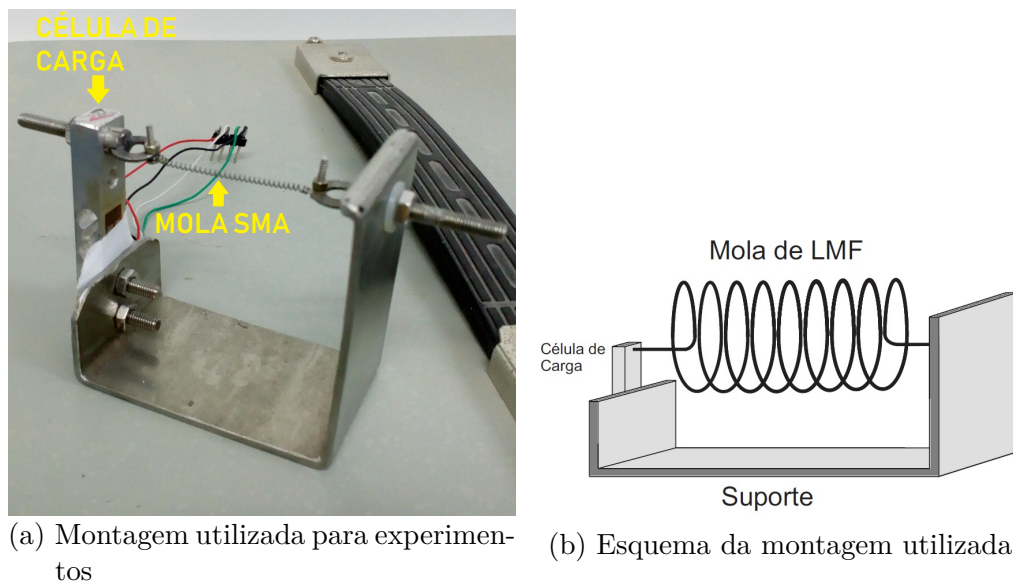 CÉLULA DE
CARGA
MOLA SMA
(a) Montagem utilizada para experimen-
tos
Mola de LMF
Célula de
Carga
Suporte
(b) Esquema da montagem utilizada